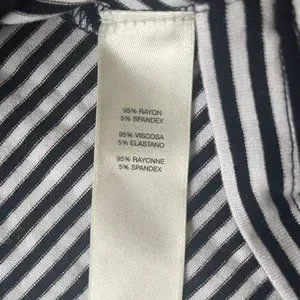 95% RAYON
5% SPANDEX
95% VISCOSA
5% ELASTANO
95% RAYONNE
5% SPANDEX